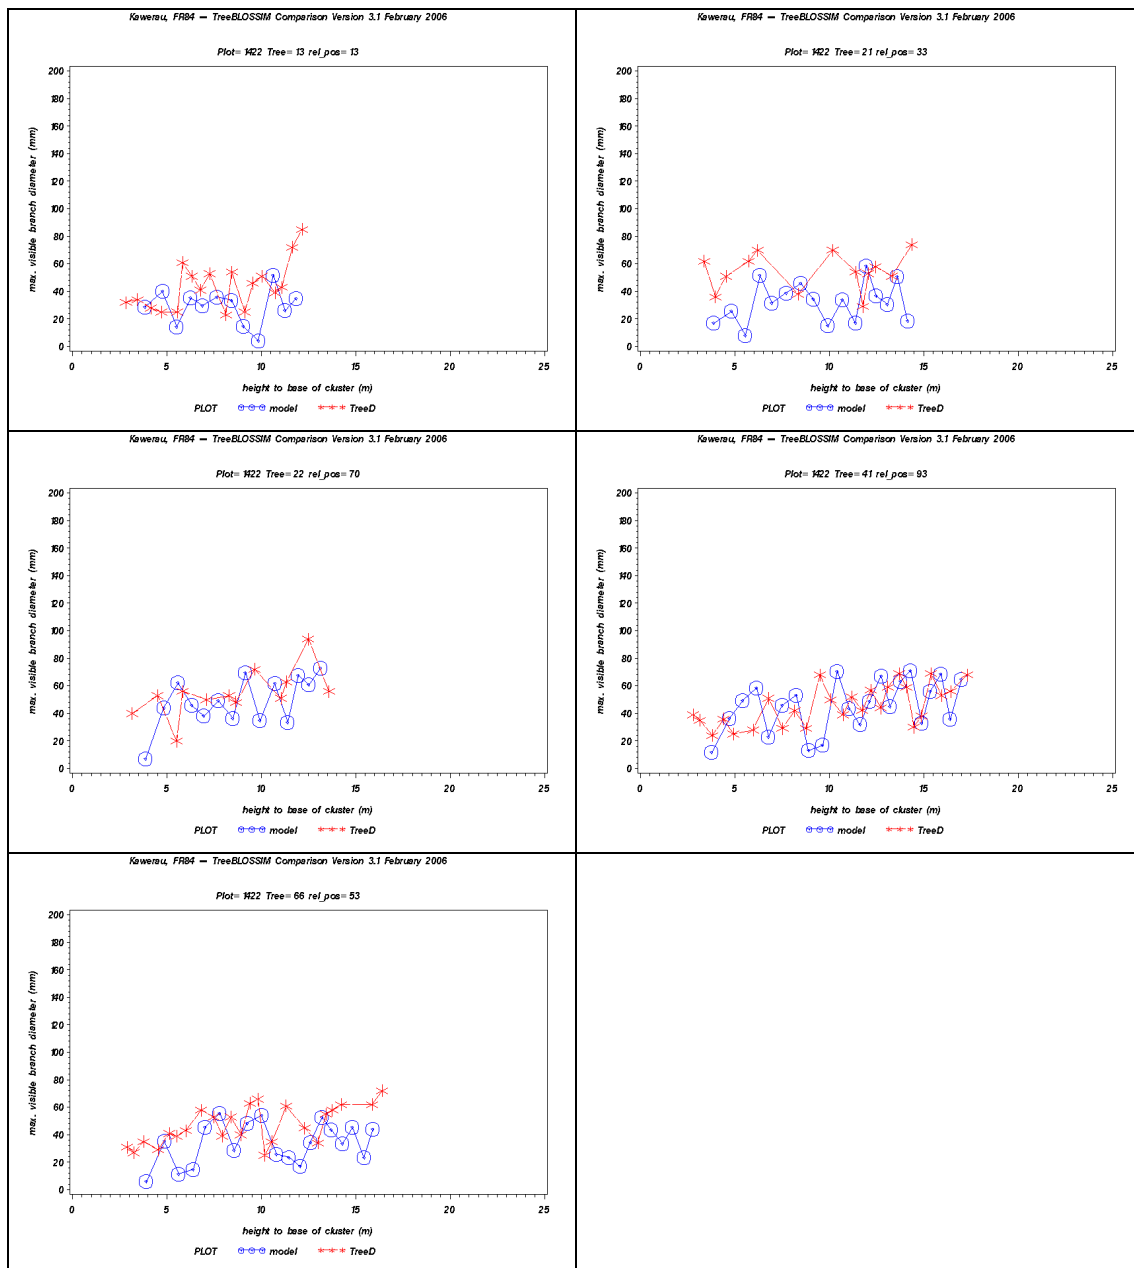 Kawerau, FR84 — TreeBLOSSIM Comparison Version 3.1 February 2006
Plot= 1422 Tree= 13 rel_pos= 13
max. visible branch diameter (mm)
200
180
160
140
120
100
80
60
40
20
0
0 5 10 15 20 25
height to base of cluster (m)
PLOT model TreeD
Kawerau, FR84 — TreeBLOSSIM Comparison Version 3.1 February 2006
Plot= 1422 Tree= 21 rel_pos= 33
max. visible branch diameter (mm)
200
180
160
140
120
100
80
60
40
20
0
0 5 10 15 20 25
height to base of cluster (m)
PLOT model TreeD
Kawerau, FR84 — TreeBLOSSIM Comparison Version 3.1 February 2006
Plot= 1422 Tree= 22 rel_pos= 70
max. visible branch diameter (mm)
200
180
160
140
120
100
80
60
40
20
0
0 5 10 15 20 25
height to base of cluster (m)
PLOT model TreeD
Kawerau, FR84 — TreeBLOSSIM Comparison Version 3.1 February 2006
Plot= 1422 Tree= 41 rel_pos= 93
max. visible branch diameter (mm)
200
180
160
140
120
100
80
60
40
20
0
0 5 10 15 20 25
height to base of cluster (m)
PLOT model TreeD
Kawerau, FR84 — TreeBLOSSIM Comparison Version 3.1 February 2006
Plot= 1422 Tree= 66 rel_pos= 53
max. visible branch diameter (mm)
200
180
160
140
120
100
80
60
40
20
0
0 5 10 15 20 25
height to base of cluster (m)
PLOT model TreeD